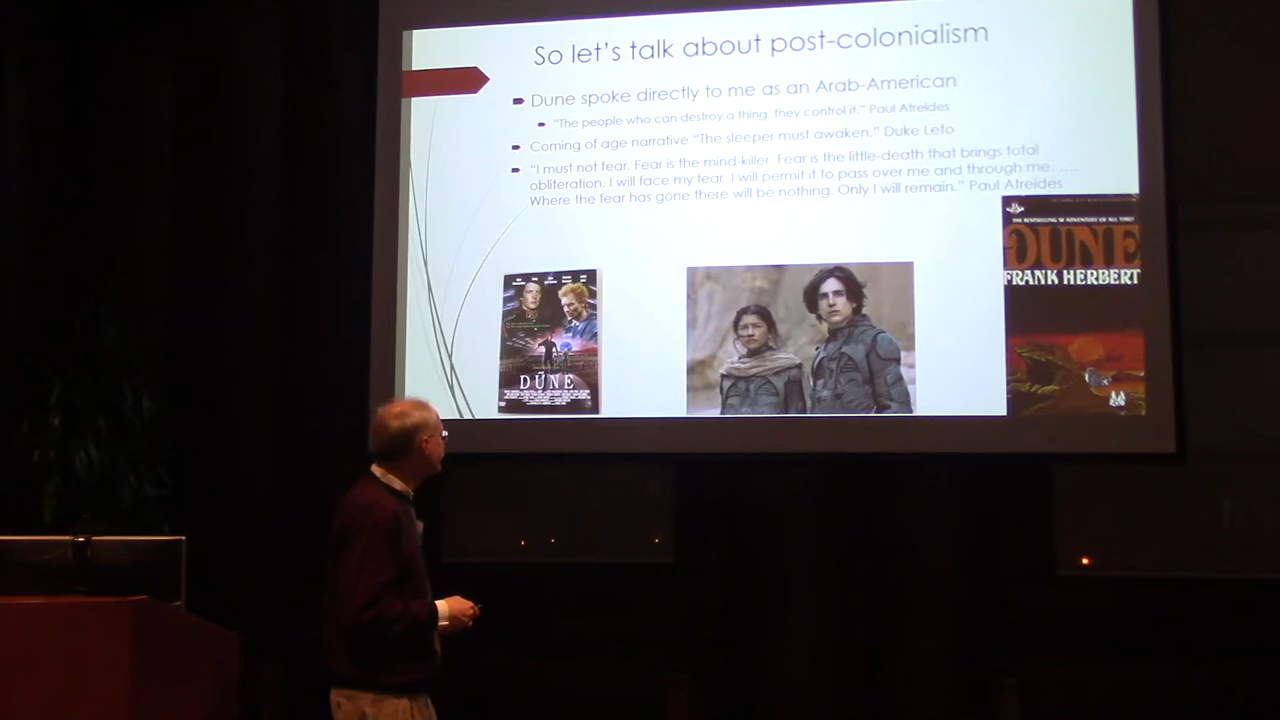 So let's talk about post-colonialism
Dune spoke directly to me as an Arab-American
"The people who can destroy a thing, they control it." Paul Atreides
Coming of age narrative "The sleeper must awaken." Duke Leto
"I must not fear. Fear is the mind-killer. Fear is the little-death that brings total
obliteration. I will face my fear. I will permit it to pass over me and through me. ....
Where the fear has gone there will be nothing. Only I will remain." Paul Atreides
THE BESTSELLING SF ADVENTURE OF ALL TIME!
DUNE
FRANK HERBERT
DUNE